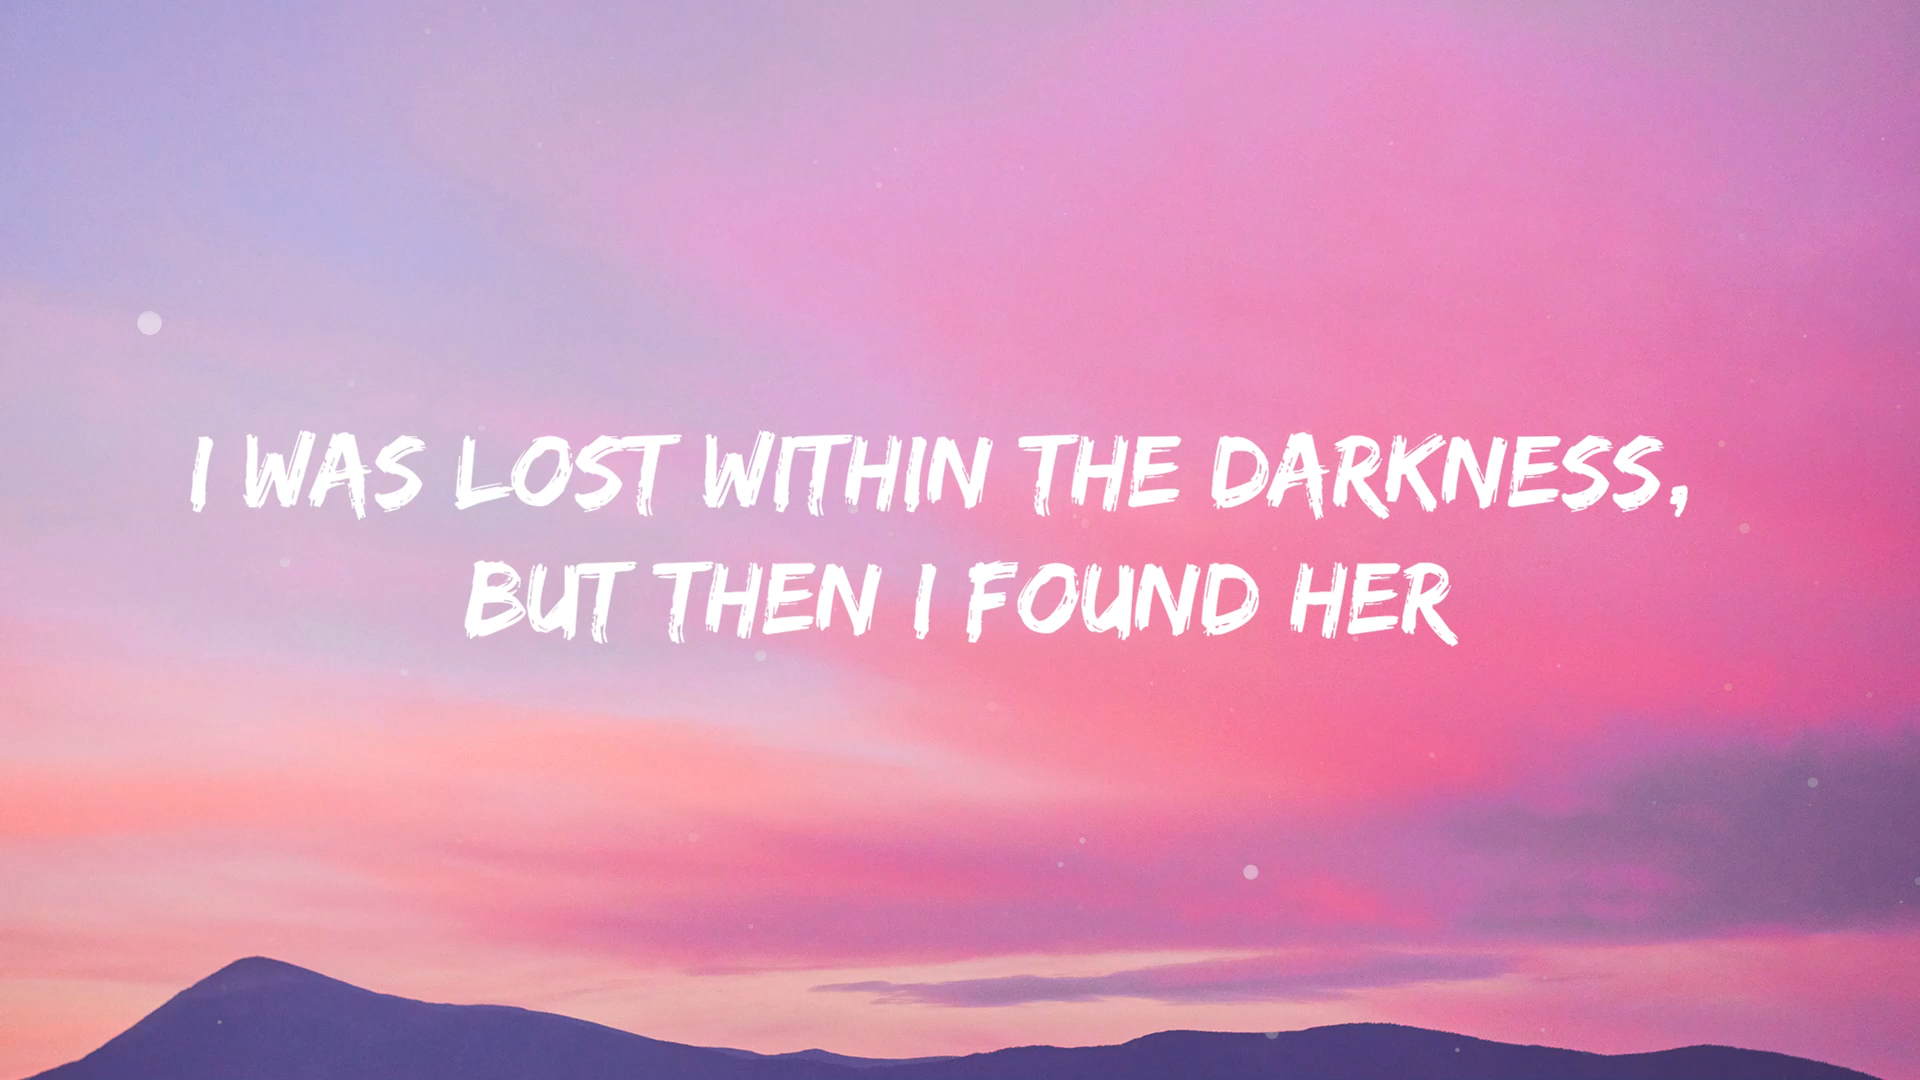 I WAS LOST WITHIN THE DARKNESS,
BUT THEN I FOUND HER